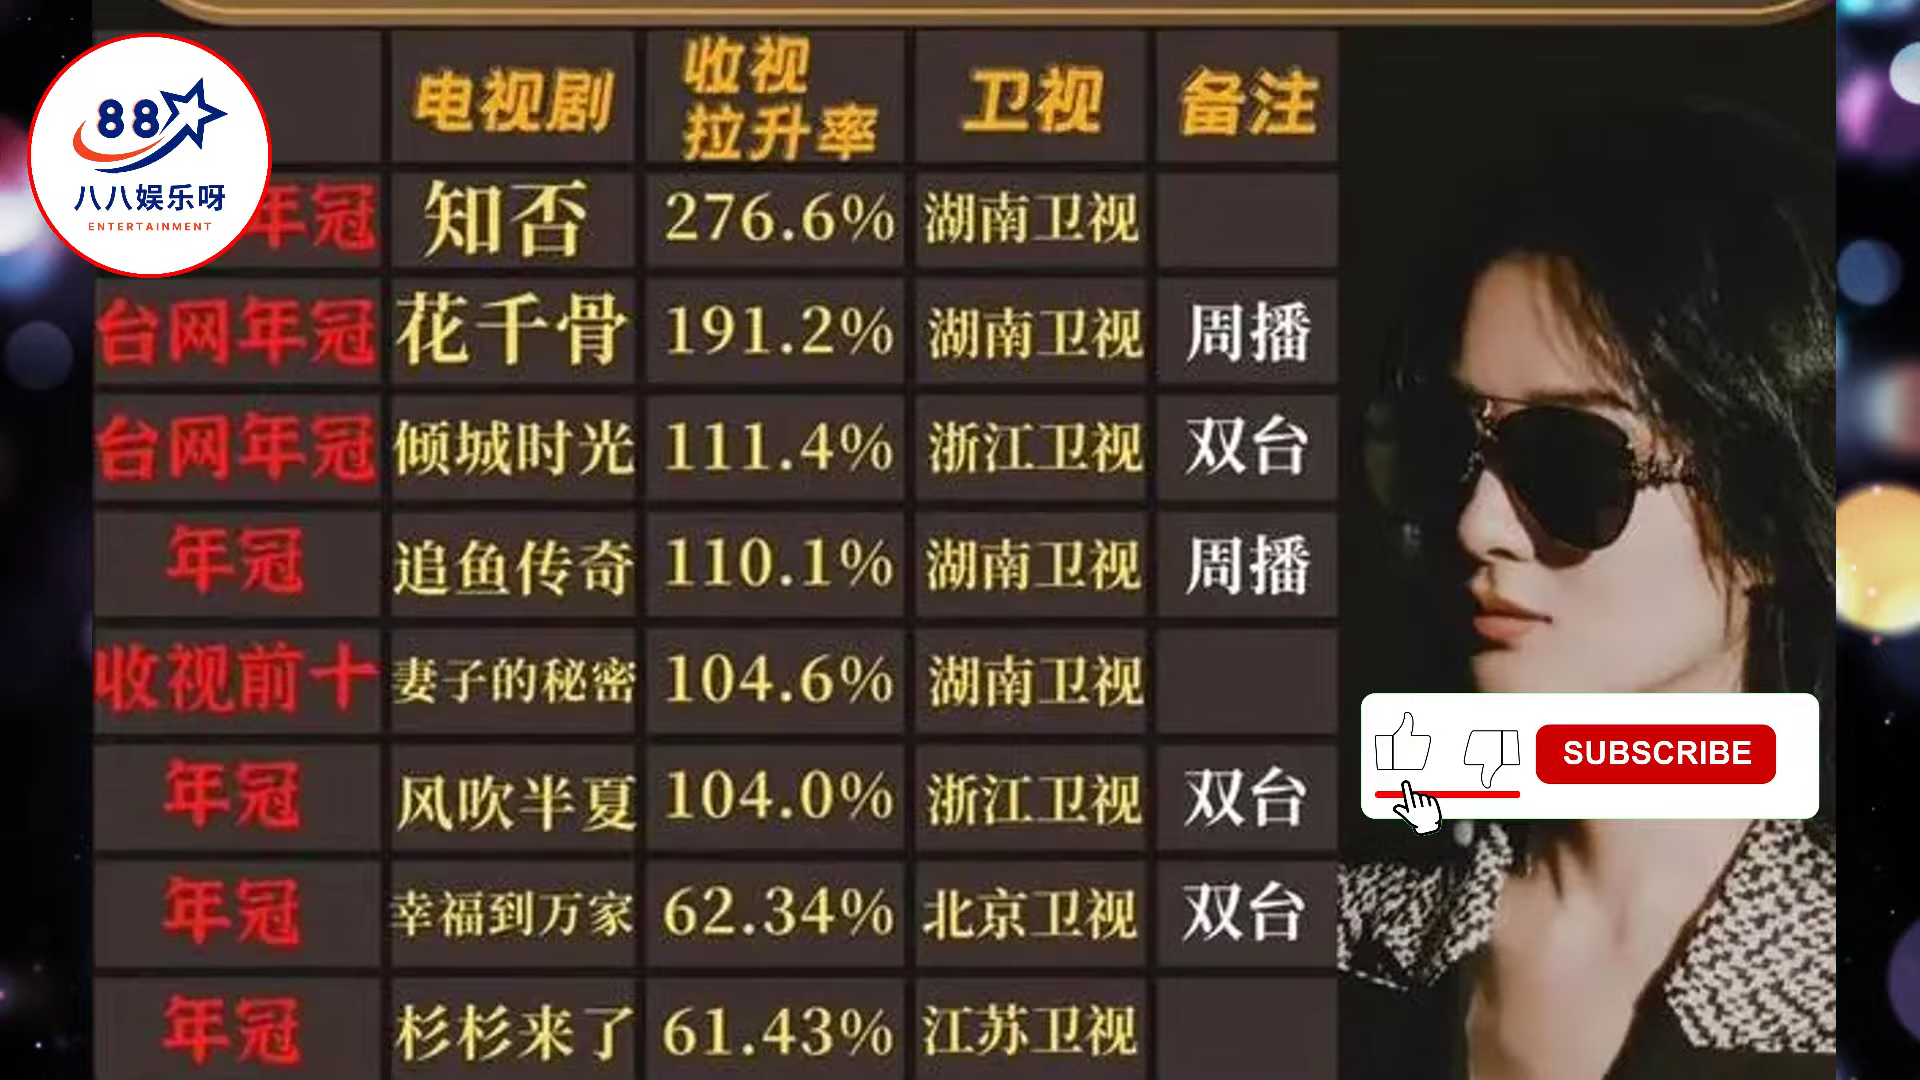 88
八八娱乐呀
ENTERTAINMENT
电视剧 收视拉升率 卫视 备注
年冠 知否 276.6% 湖南卫视
台网年冠 花千骨 191.2% 湖南卫视 周播
台网年冠 倾城时光 111.4% 浙江卫视 双台
年冠 追鱼传奇 110.1% 湖南卫视 周播
收视前十 妻子的秘密 104.6% 湖南卫视
年冠 风吹半夏 104.0% 浙江卫视 双台
年冠 幸福到万家 62.34% 北京卫视 双台
年冠 杉杉来了 61.43% 江苏卫视
SUBSCRIBE